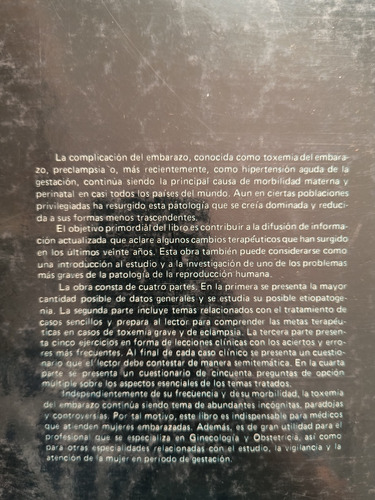 La complicación del embarazo, conocida como toxemia del embara-
zo, preclampsia o, más recientemente, como hipertensión aguda de la
gestación, continúa siendo la principal causa de morbilidad materna y
perinatal en casi todos los países del mundo. Aun en ciertas poblaciones
privilegiadas ha resurgido esta patología que se creía dominada y reduci-
da a sus formas menos trascendentes.
El objetivo primordial del libro es contribuir a la difusión de informa-
ción actualizada que aclare algunos cambios terapéuticos que han surgido
en los últimos veinte años. Esta obra también puede considerarse como
una introducción al estudio y a la investigación de uno de los problemas
más graves de la patología de la reproducción humana.
La obra consta de cuatro partes. En la primera se presenta la mayor
cantidad posible de datos generales y se estudia su posible etiopatoge-
nia. La segunda parte incluye temas relacionados con el tratamiento de
casos sencillos y prepara al lector para comprender las metas terapéu-
ticas en casos de toxemia grave y de eclampsia. La tercera parte presen-
ta cinco ejercicios en forma de lecciones clínicas con los aciertos y erro-
res más frecuentes. Al final de cada caso clínico se presenta un cuestio-
nario que el lector debe contestar de manera semitemática. En la cuarta
parte se presenta un cuestionario de cincuenta preguntas de opción
múltiple sobre los aspectos esenciales de los temas tratados.
Independientemente de su frecuencia y de su morbilidad, la toxemia
del embarazo continúa siendo tema de abundantes incógnitas, paradojas
y controversias. Por tal motivo, este libro es indispensable para médicos
que atienden mujeres embarazadas. Además, es de gran utilidad para el
profesional que se especializa en Ginecología y Obstetricia, así como
para otras especialidades relacionadas con el estudio, la vigilancia y la
atención de la mujer en período de gestación.